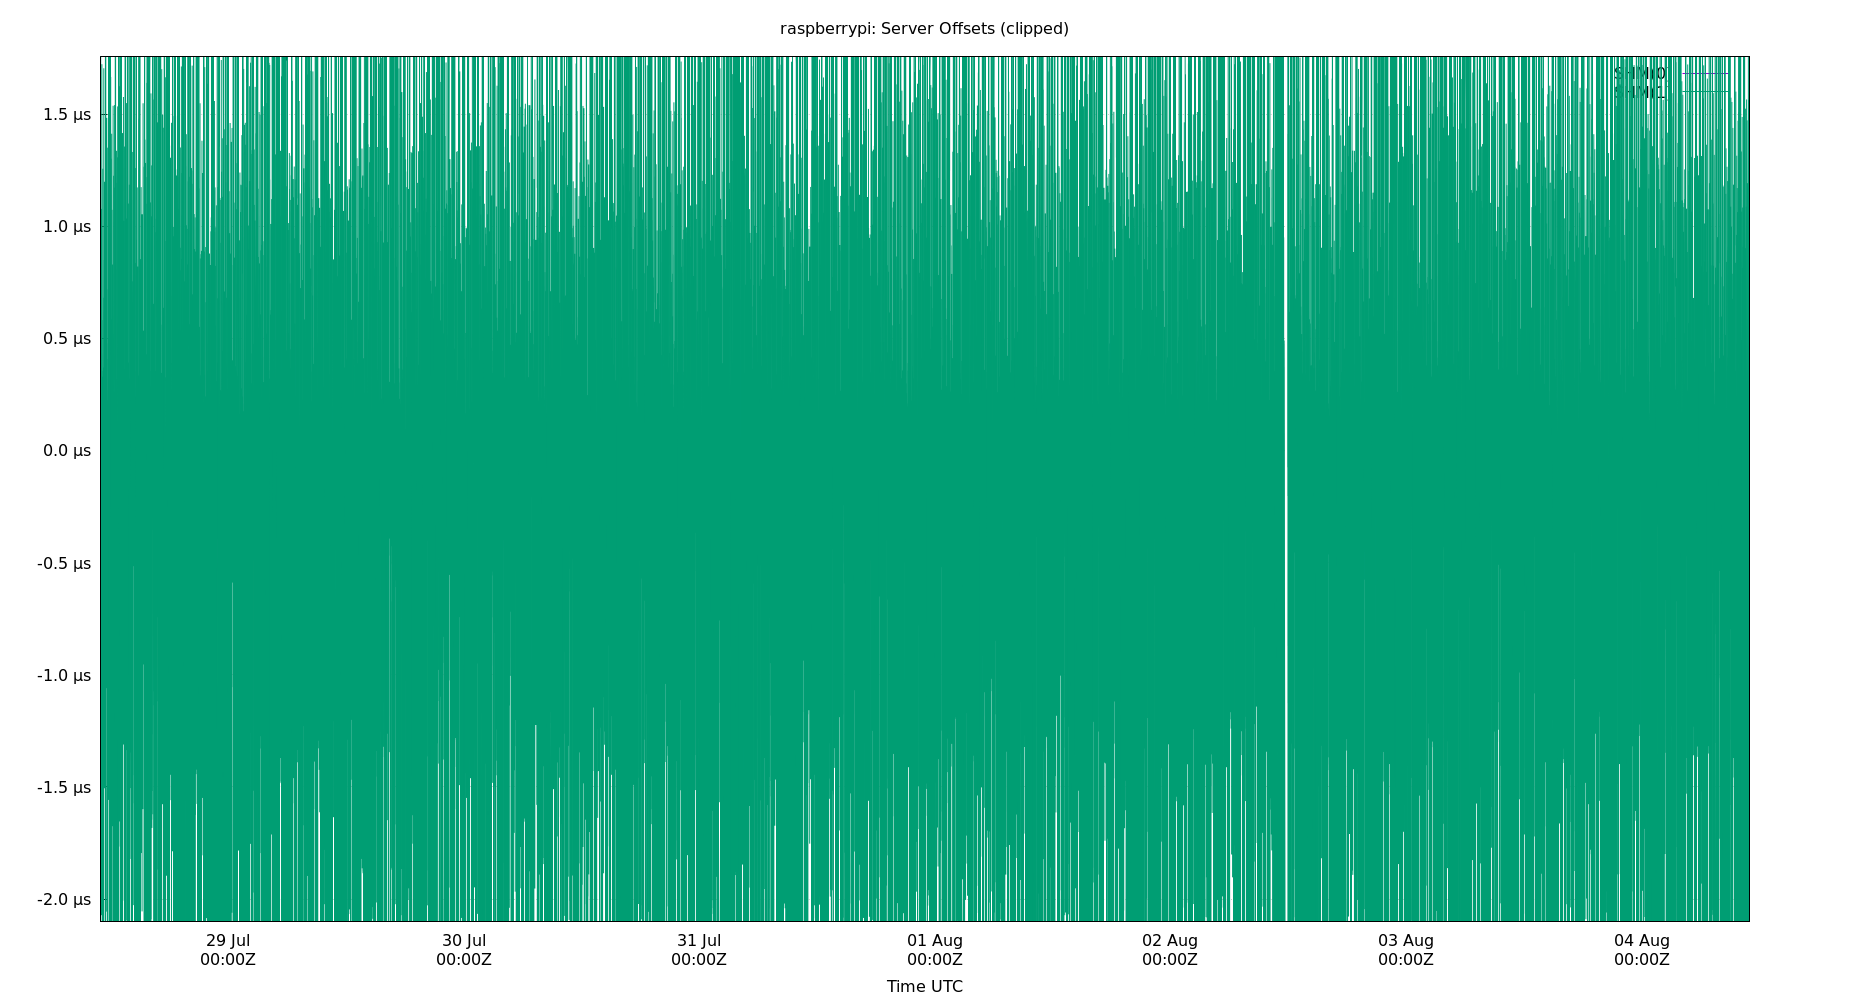 raspberrypi: Server Offsets (clipped)
1.5 µs
1.0 µs
0.5 µs
0.0 µs
-0.5 µs
-1.0 µs
-1.5 µs
-2.0 µs
29 Jul 30 Jul 31 Jul 01 Aug 02 Aug 03 Aug 04 Aug
00:00Z 00:00Z 00:00Z 00:00Z 00:00Z 00:00Z 00:00Z
Time UTC